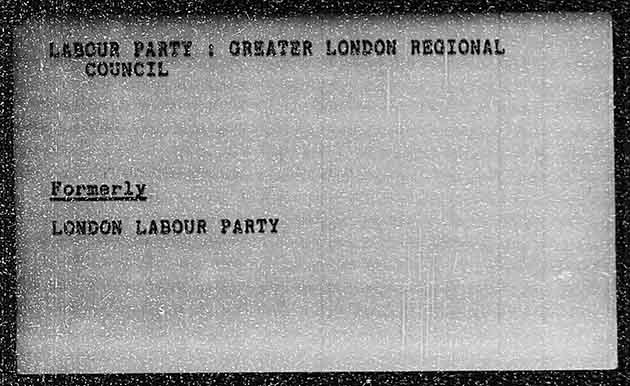 LABOUR PARTY : GREATER LONDON REGIONAL
COUNCIL
Formerly
LONDON LABOUR PARTY